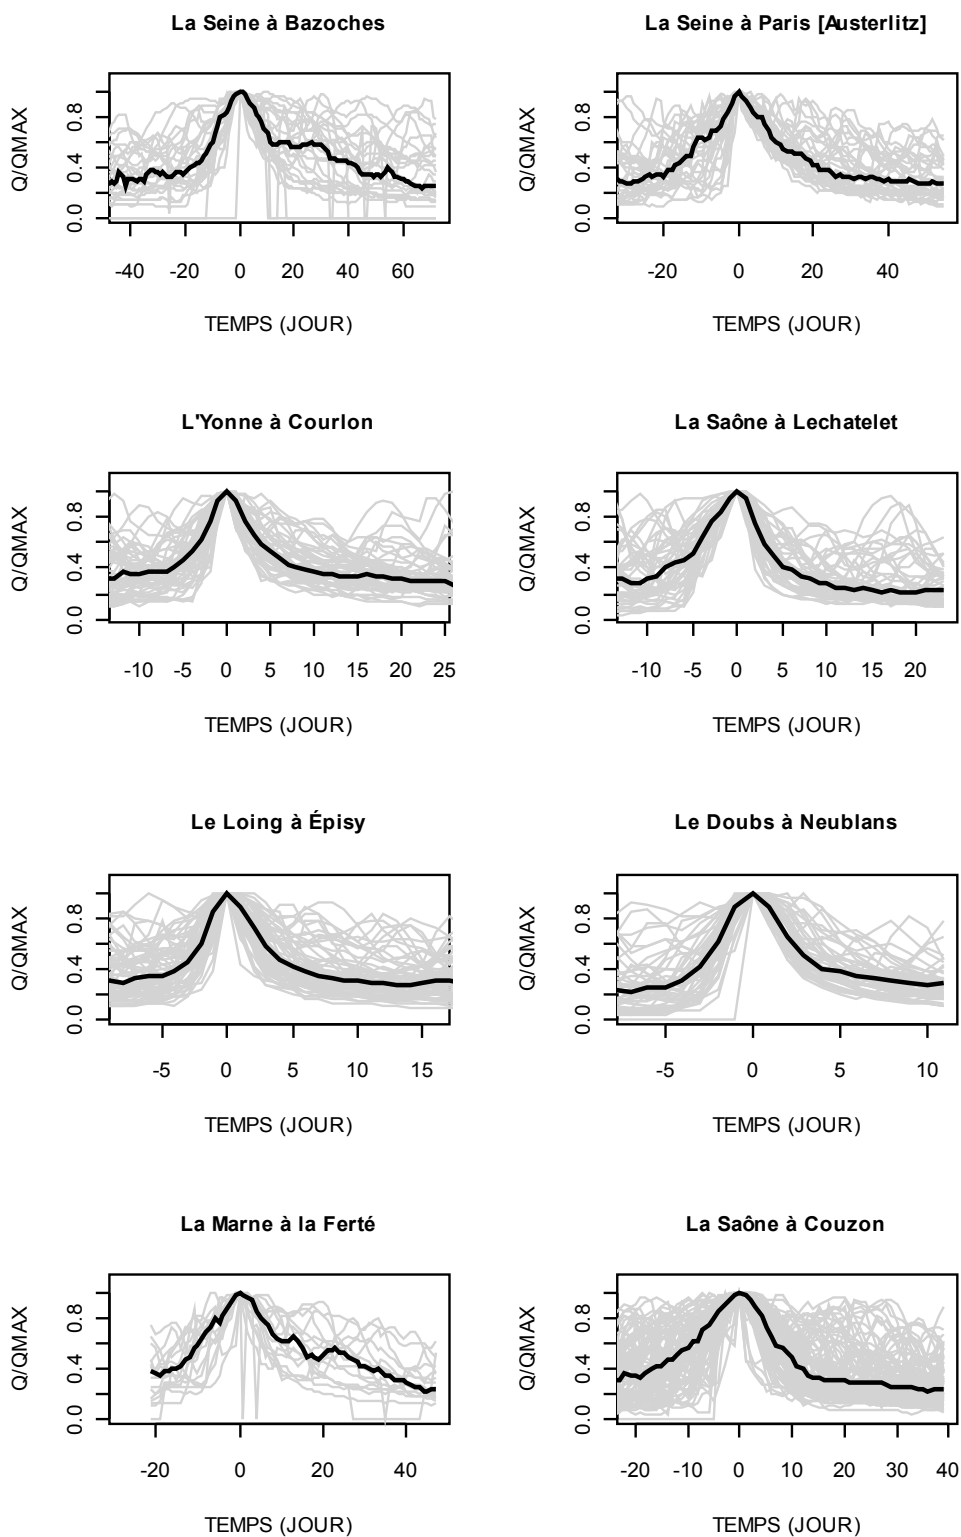 La Seine à Bazoches
La Seine à Paris [Austerlitz]
Q/QMAX
0.0 0.4 0.8
-40 -20 0 20 40 60
TEMPS (JOUR)
Q/QMAX
0.0 0.4 0.8
-20 0 20 40
TEMPS (JOUR)
L'Yonne à Courlon
La Saône à Lechatelet
Q/QMAX
0.0 0.4 0.8
-10 -5 0 5 10 15 20 25
TEMPS (JOUR)
Q/QMAX
0.0 0.4 0.8
-10 -5 0 5 10 15 20
TEMPS (JOUR)
Le Loing à Épisy
Le Doubs à Neublans
Q/QMAX
0.0 0.4 0.8
-5 0 5 10 15
TEMPS (JOUR)
Q/QMAX
0.0 0.4 0.8
-5 0 5 10
TEMPS (JOUR)
La Marne à la Ferté
La Saône à Couzon
Q/QMAX
0.0 0.4 0.8
-20 0 20 40
TEMPS (JOUR)
Q/QMAX
0.0 0.4 0.8
-20 -10 0 10 20 30 40
TEMPS (JOUR)